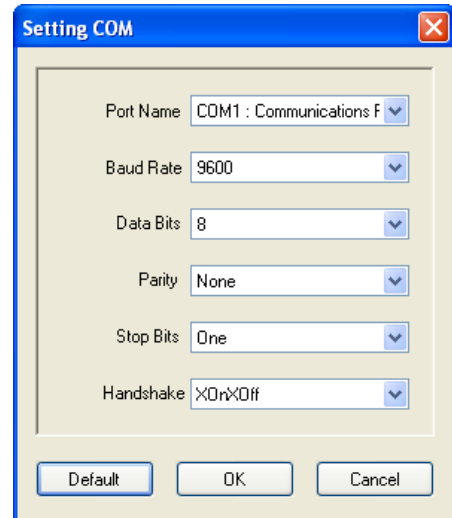 Setting COM
Port Name COM1 : Communications F
Baud Rate 9600
Data Bits 8
Parity None
Stop Bits One
Handshake XOnXOff
Default OK Cancel